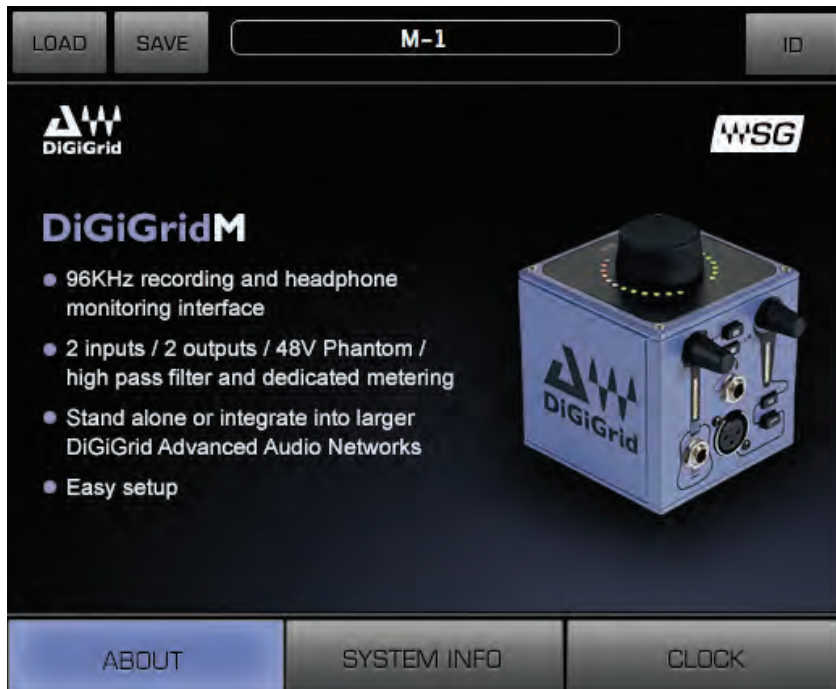 LOAD SAVE M-1 ID
DiGiGrid
SG
DiGiGridM
96KHz recording and headphone
monitoring interface
2 inputs / 2 outputs / 48V Phantom /
high pass filter and dedicated metering
Stand alone or integrate into larger
DiGiGrid Advanced Audio Networks
Easy setup
DiGiGrid
ABOUT SYSTEM INFO CLOCK